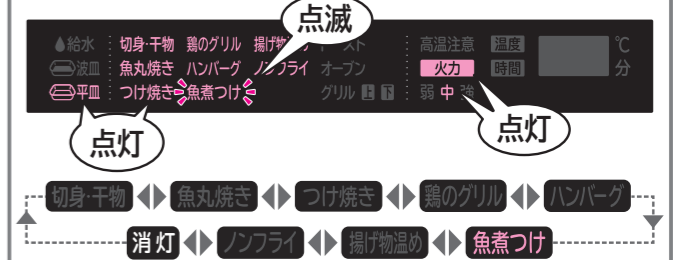 点滅
給水 切身·干物 鶏のグリル 揚げ物 スト 高温注意 温度 ℃
波皿 魚丸焼き ハンバーグ ノンフライ オーブン 火力 時間 分
平皿 つけ焼き 魚煮つけ グリル 上 下 弱 中 強
点灯 点灯
切身·干物 魚丸焼き つけ焼き 鶏のグリル ハンバーグ
消灯 ノンフライ 揚げ物温め 魚煮つけ